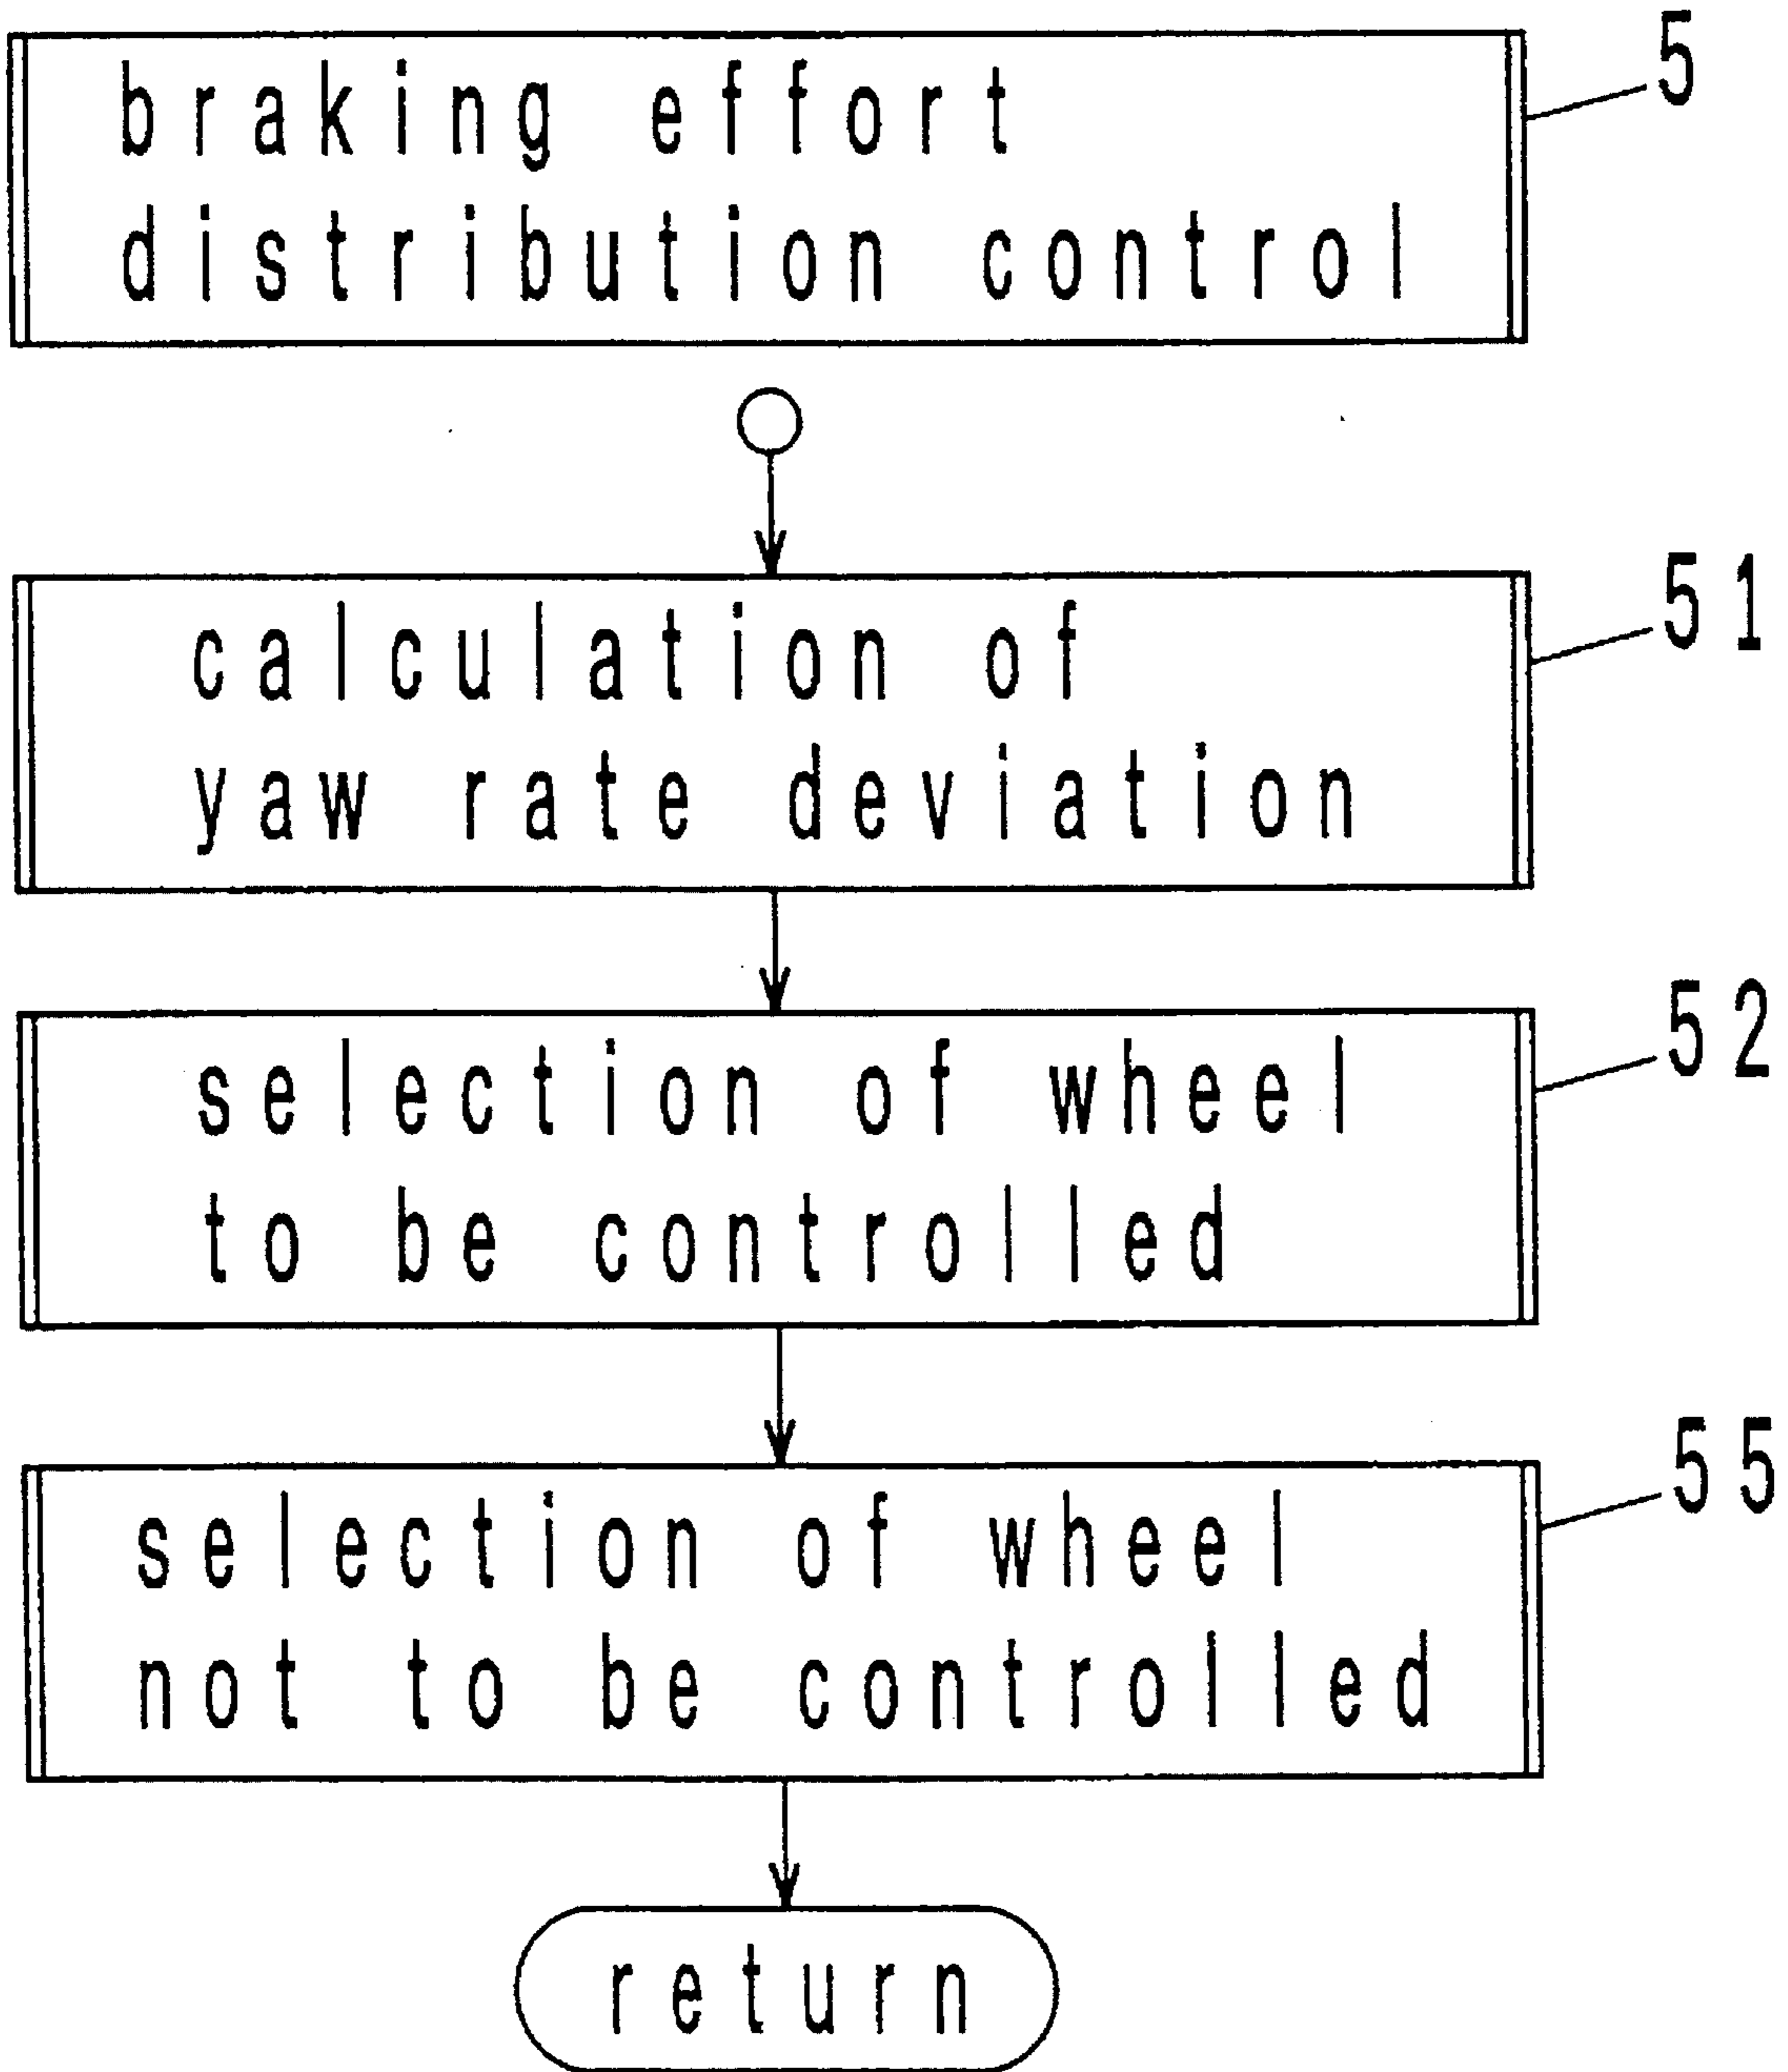 braking effort
distribution control
5
calculation of
yaw rate deviation
51
selection of wheel
to be controlled
52
selection of wheel
not to be controlled
55
return